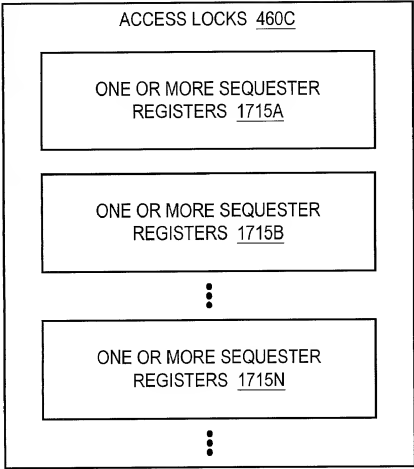 ACCESS LOCKS 460C
ONE OR MORE SEQUESTER
REGISTERS 1715A
ONE OR MORE SEQUESTER
REGISTERS 1715B
ONE OR MORE SEQUESTER
REGISTERS 1715N